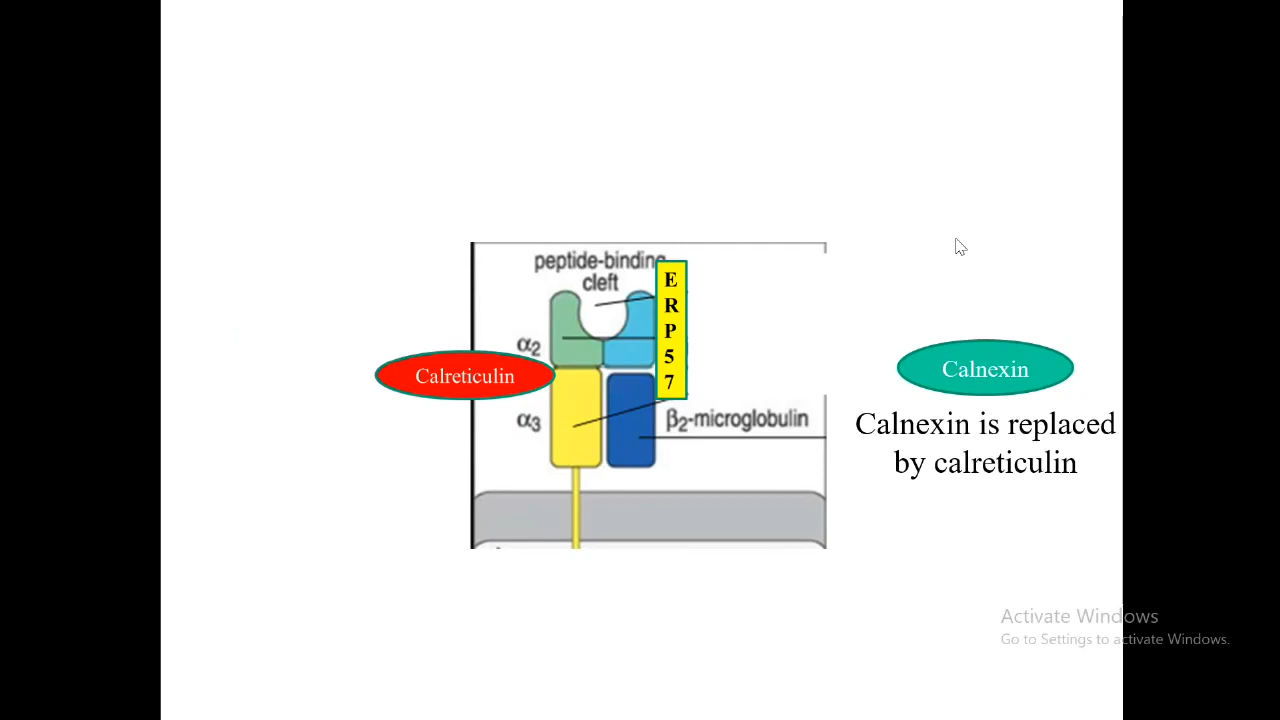 peptide-binding
cleft
E
R
P
5
7
α2
Calreticulin
Calnexin
α3
β2-microglobulin
Calnexin is replaced
by calreticulin
Activate Windows
Go to Settings to activate Windows.